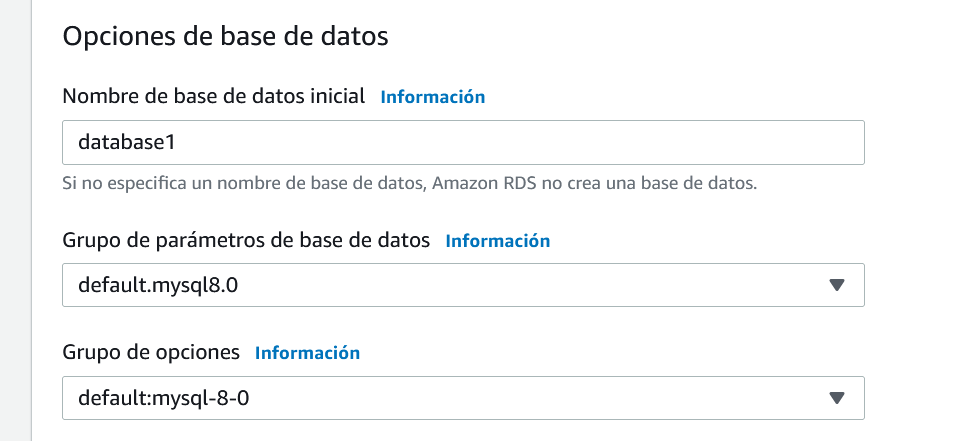 Opciones de base de datos
Nombre de base de datos inicial Información
database1
Si no especifica un nombre de base de datos, Amazon RDS no crea una base de datos.
Grupo de parámetros de base de datos Información
default.mysql8.0
Grupo de opciones Información
default:mysql-8-0